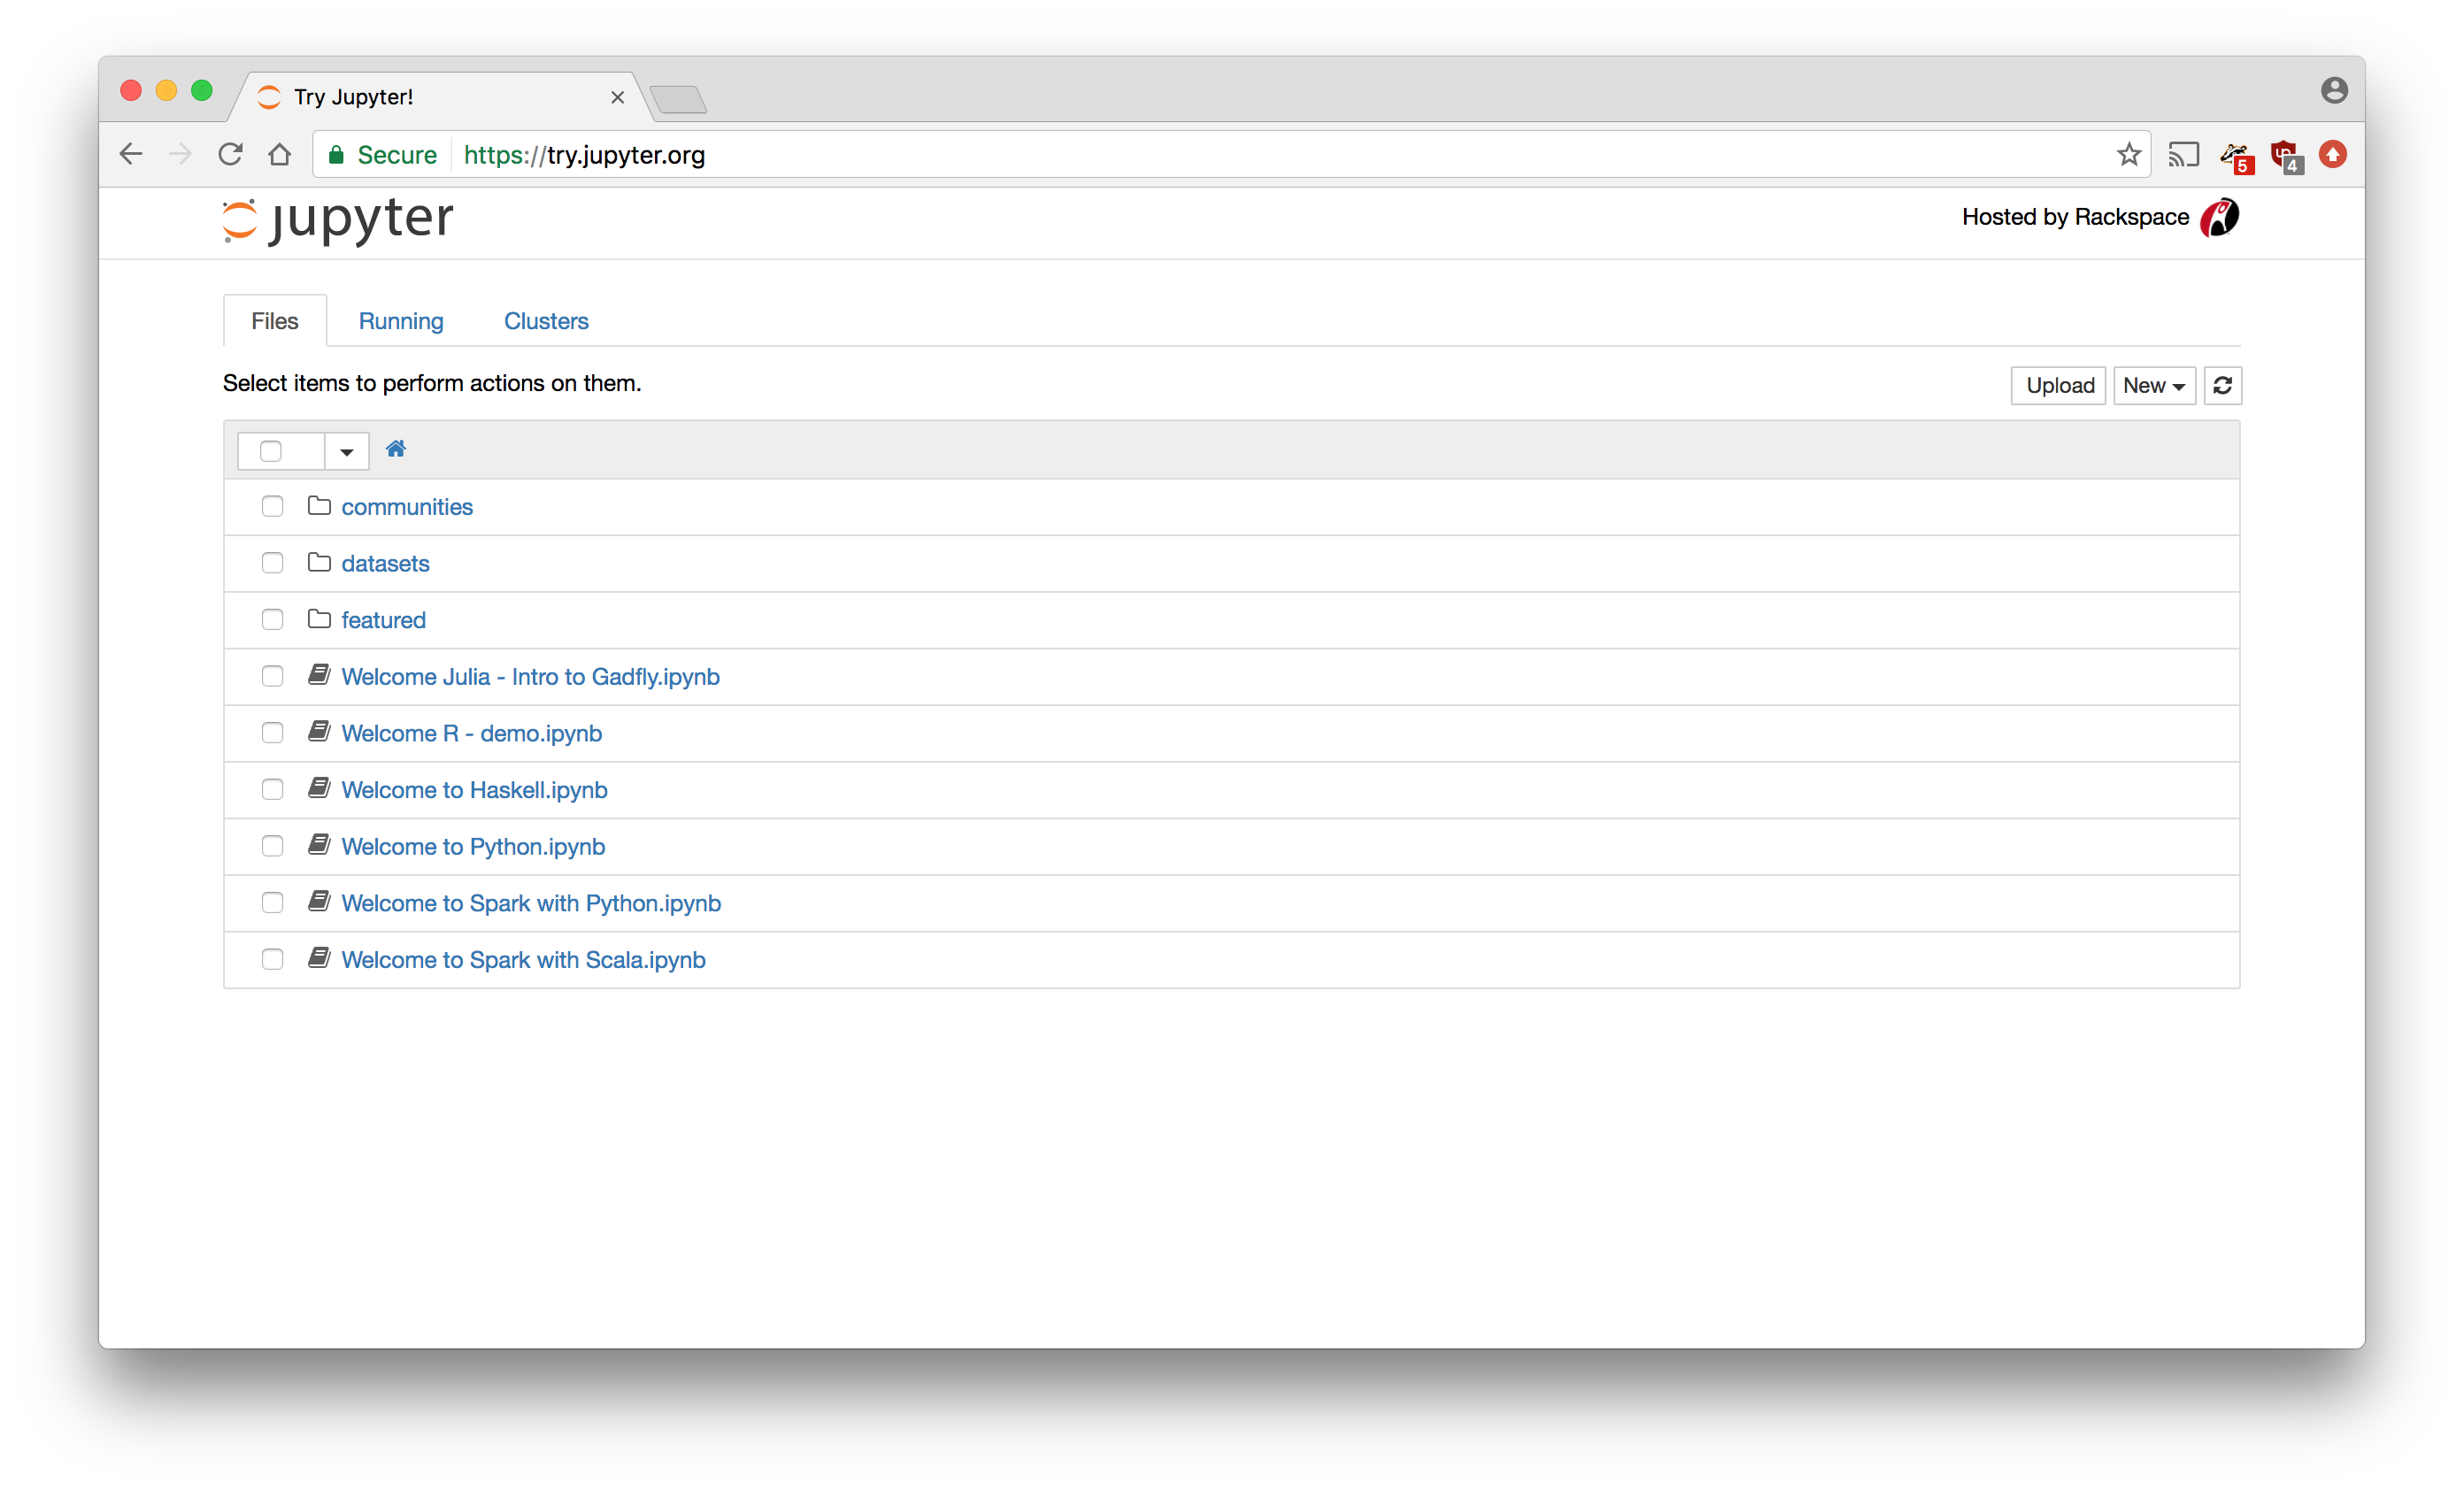 Try Jupyter!
Secure https://try.jupyter.org
5 4
jupyter Hosted by Rackspace
Files Running Clusters
Select items to perform actions on them. Upload New
communities
datasets
featured
Welcome Julia - Intro to Gadfly.ipynb
Welcome R - demo.ipynb
Welcome to Haskell.ipynb
Welcome to Python.ipynb
Welcome to Spark with Python.ipynb
Welcome to Spark with Scala.ipynb